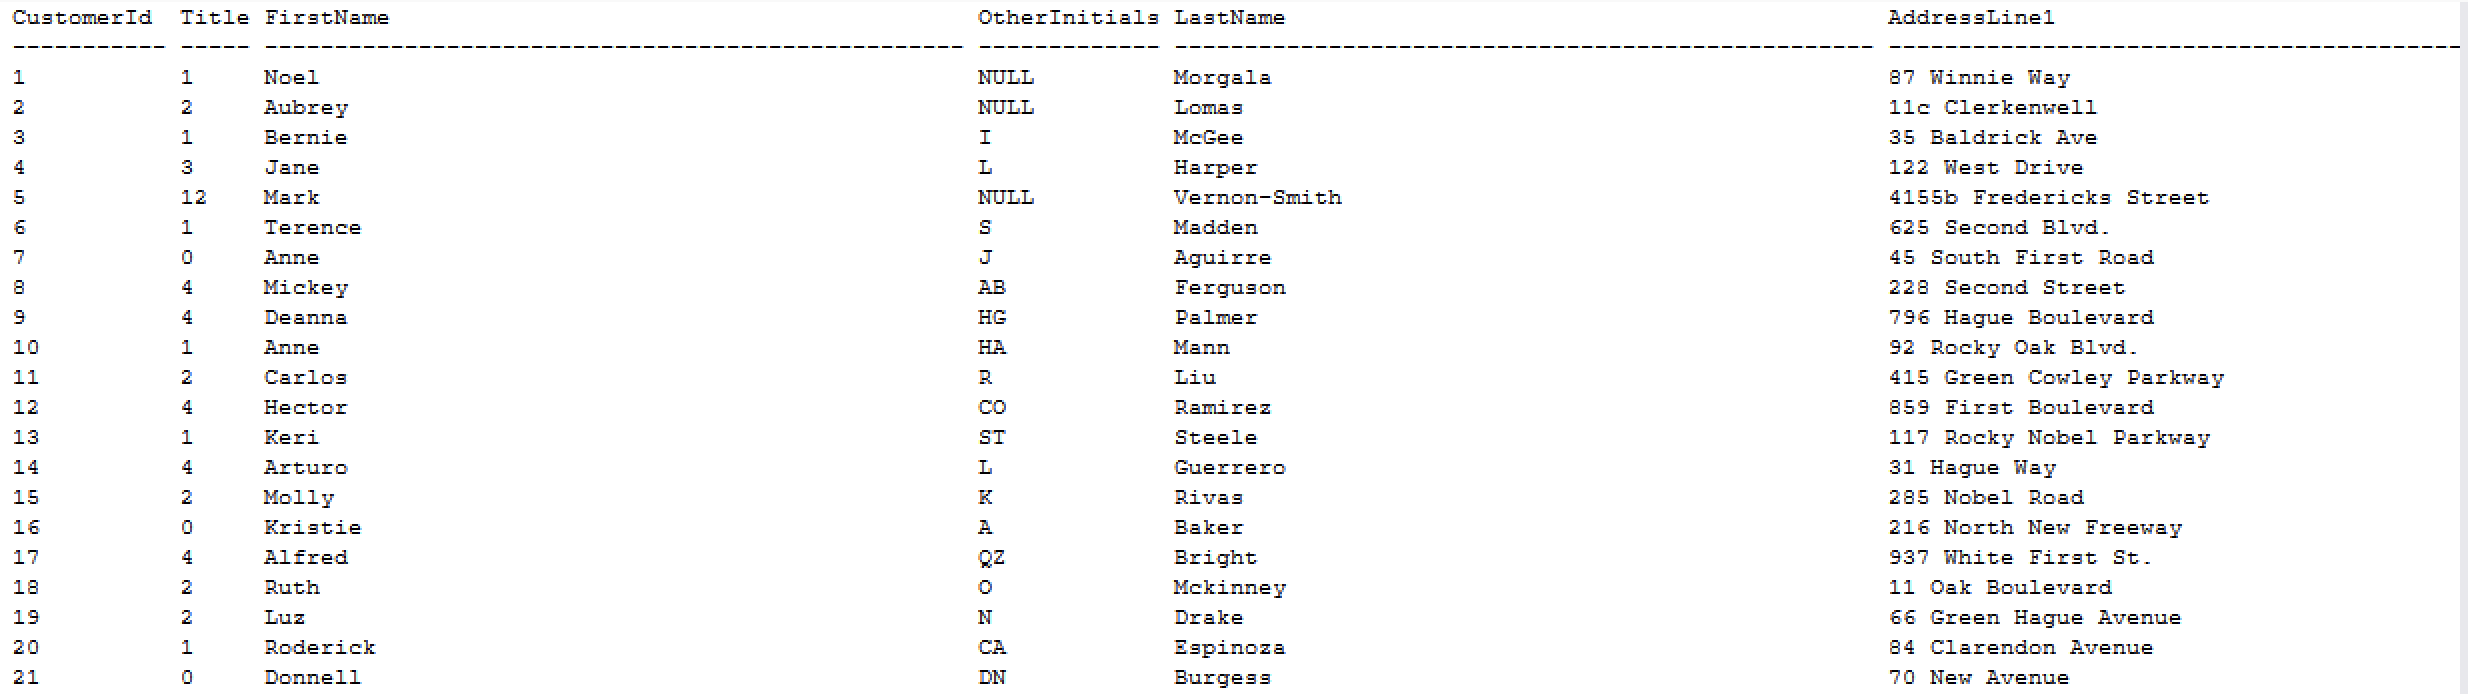 CustomerId Title FirstName OtherInitials LastName AddressLine1
----------- ----- -------------------------------------------------- ------------- -------------------------------------------------- -----------------------------------------
1 1 Noel NULL Morgala 87 Winnie Way
2 2 Aubrey NULL Lomas 11c Clerkenwell
3 1 Bernie I McGee 35 Baldrick Ave
4 3 Jane L Harper 122 West Drive
5 12 Mark NULL Vernon-Smith 4155b Fredericks Street
6 1 Terence S Madden 625 Second Blvd.
7 0 Anne J Aguirre 45 South First Road
8 4 Mickey AB Ferguson 228 Second Street
9 4 Deanna HG Palmer 796 Hague Boulevard
10 1 Anne HA Mann 92 Rocky Oak Blvd.
11 2 Carlos R Liu 415 Green Cowley Parkway
12 4 Hector CO Ramirez 859 First Boulevard
13 1 Keri ST Steele 117 Rocky Nobel Parkway
14 4 Arturo L Guerrero 31 Hague Way
15 2 Molly K Rivas 285 Nobel Road
16 0 Kristie A Baker 216 North New Freeway
17 4 Alfred QZ Bright 937 White First St.
18 2 Ruth O Mckinney 11 Oak Boulevard
19 2 Luz N Drake 66 Green Hague Avenue
20 1 Roderick CA Espinoza 84 Clarendon Avenue
21 0 Donnell DN Burgess 70 New Avenue